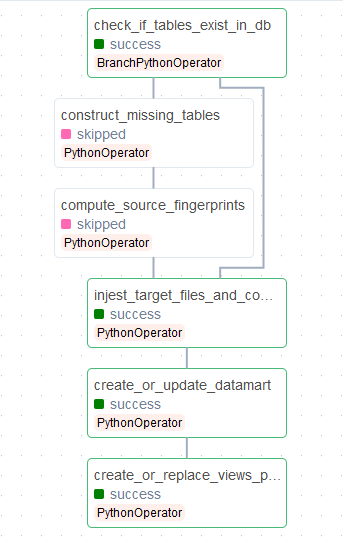 check_if_tables_exist_in_db
success
BranchPythonOperator
construct_missing_tables
skipped
PythonOperator
compute_source_fingerprints
skipped
PythonOperator
injest_target_files_and_co...
success
PythonOperator
create_or_update_datamart
success
PythonOperator
create_or_replace_views_p...
success
PythonOperator